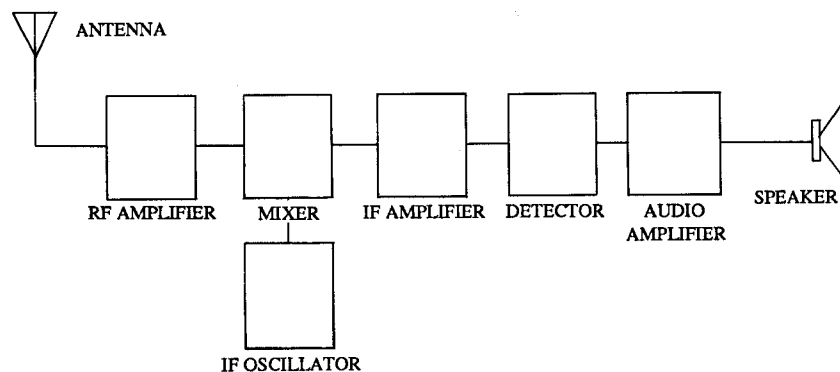 ANTENNA
RF AMPLIFIER
MIXER
IF AMPLIFIER
DETECTOR
AUDIO
AMPLIFIER
SPEAKER
IF OSCILLATOR